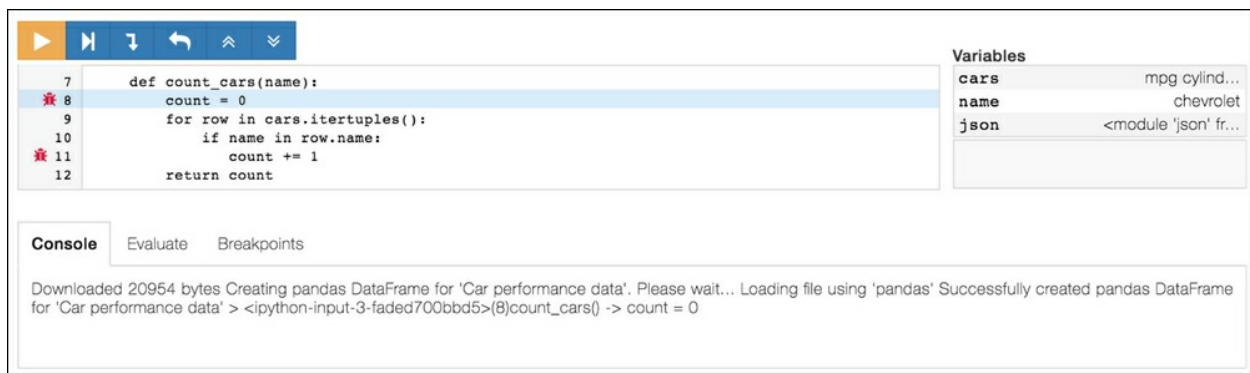 Variables
7 def count_cars(name):
8 count = 0
9 for row in cars.itertuples():
10 if name in row.name:
11 count += 1
12 return count
cars mpg cylind...
name chevrolet
json <module 'json' fr...
Console Evaluate Breakpoints
Downloaded 20954 bytes Creating pandas DataFrame for 'Car performance data'. Please wait... Loading file using 'pandas' Successfully created pandas DataFrame
for 'Car performance data' > <ipython-input-3-faded700bbd5>(8)count_cars() -> count = 0